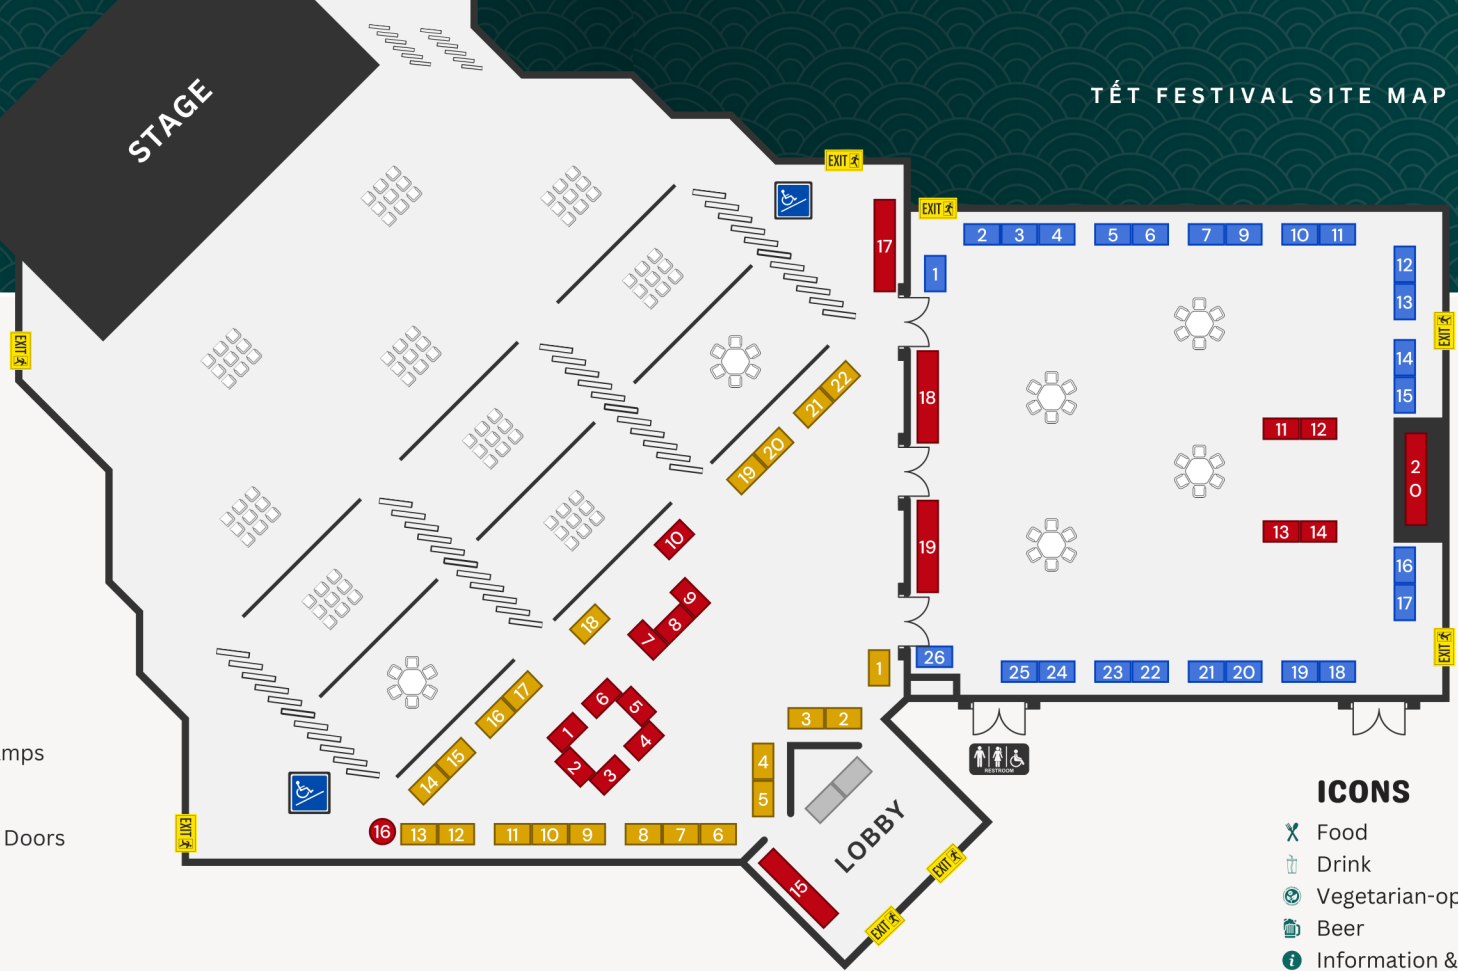 TẾT FESTIVAL SITE MAP
STAGE
EXIT
EXIT
17
1
2 3 4
5 6
7 9
10 11
12
13
EXIT
EXIT
14
15
18
22
21
20
19
11 12
2
0
13 14
10
19
16
17
9
8
7
18
EXIT
26
1
25 24
23 22
21 20
19 18
17
16
15
14
6
5
1
4
2
3
3 2
4
5
RESTROOM
LOBBY
EXIT
16
13 12
11 10 9
8 7 6
15
EXIT
EXIT
mps
Doors
ICONS
Food
Drink
Vegetarian-op
Beer
Information &